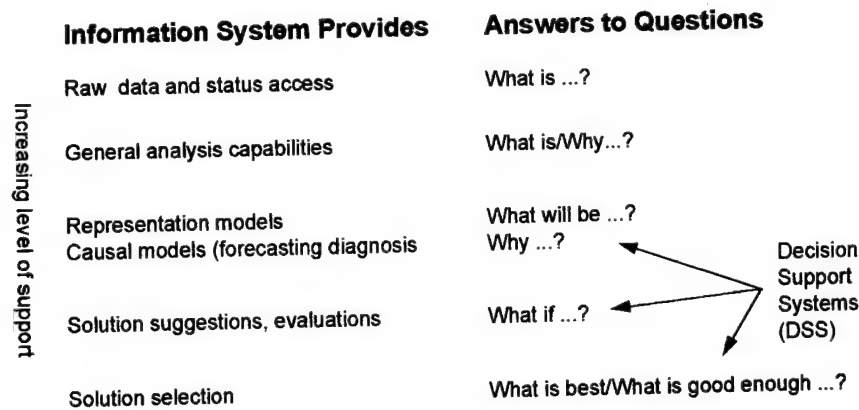 Information System Provides
Answers to Questions
Raw data and status access
What is ...?
General analysis capabilities
What is/Why...?
Representation models
What will be ...?
Causal models (forecasting diagnosis
Why ...?
Solution suggestions, evaluations
What if ...?
Solution selection
What is best/What is good enough ...?
Increasing level of support
Decision
Support
Systems
(DSS)